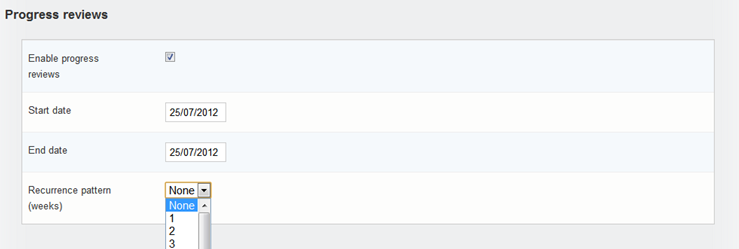 Progress reviews
Enable progress
reviews
Start date
25/07/2012
End date
25/07/2012
Recurrence pattern
(weeks)
None
None
1
2
3